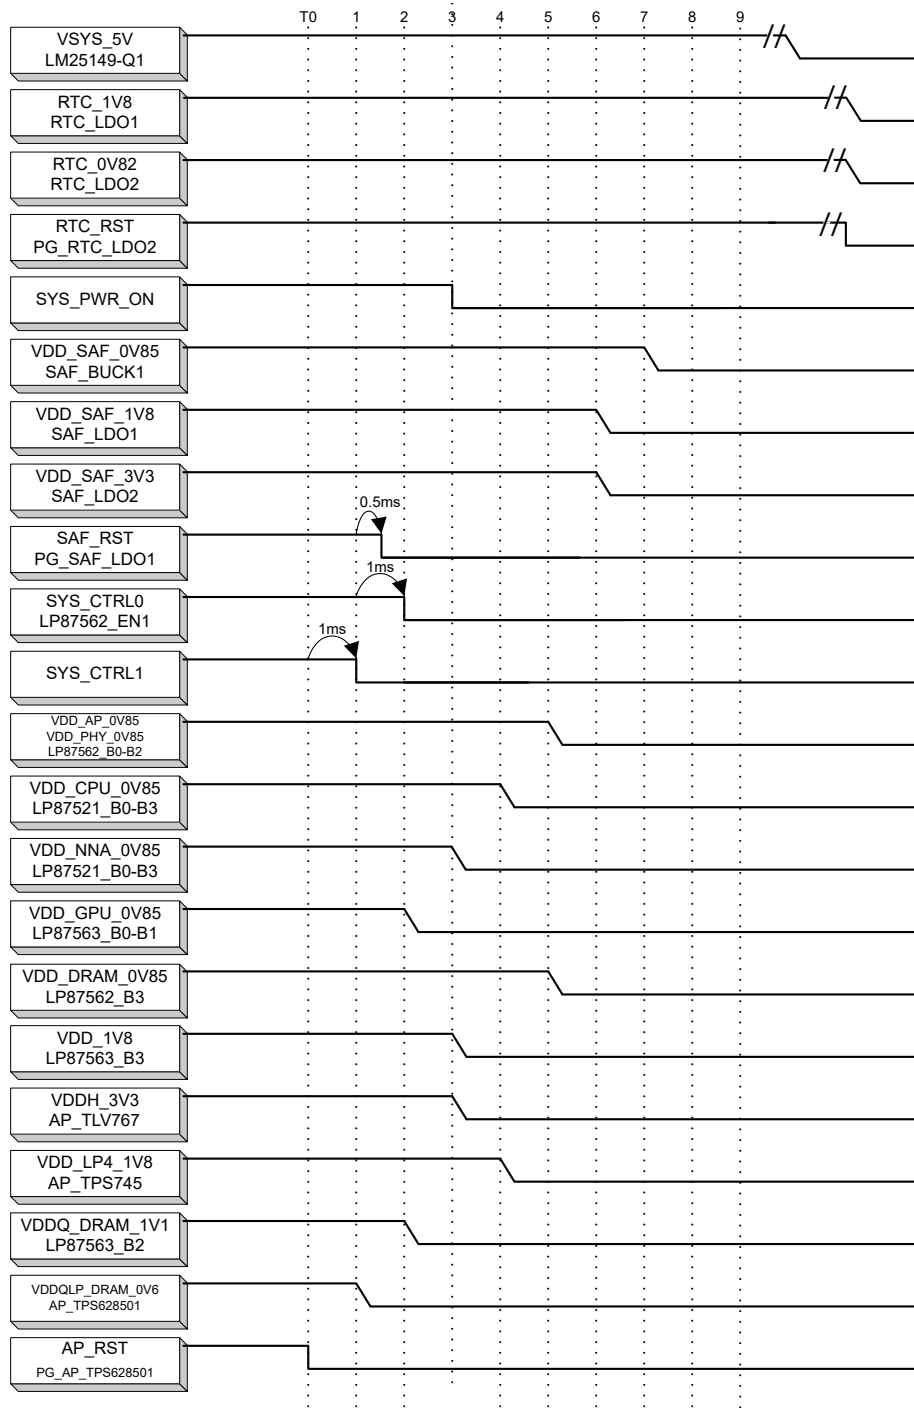 T0 1 2 3 4 5 6 7 8 9
VSYS_5V
LM25149-Q1
RTC_1V8
RTC_LDO1
RTC_0V82
RTC_LDO2
RTC_RST
PG_RTC_LDO2
SYS_PWR_ON
VDD_SAF_0V85
SAF_BUCK1
VDD_SAF_1V8
SAF_LDO1
VDD_SAF_3V3
SAF_LDO2
0.5ms
SAF_RST
PG_SAF_LDO1
1ms
SYS_CTRL0
LP87562_EN1
1ms
SYS_CTRL1
VDD_AP_0V85
VDD_PHY_0V85
LP87562_B0-B2
VDD_CPU_0V85
LP87521_B0-B3
VDD_NNA_0V85
LP87521_B0-B3
VDD_GPU_0V85
LP87563_B0-B1
VDD_DRAM_0V85
LP87562_B3
VDD_1V8
LP87563_B3
VDDH_3V3
AP_TLV767
VDD_LP4_1V8
AP_TPS745
VDDQ_DRAM_1V1
LP87563_B2
VDDQLP_DRAM_0V6
AP_TPS628501
AP_RST
PG_AP_TPS628501